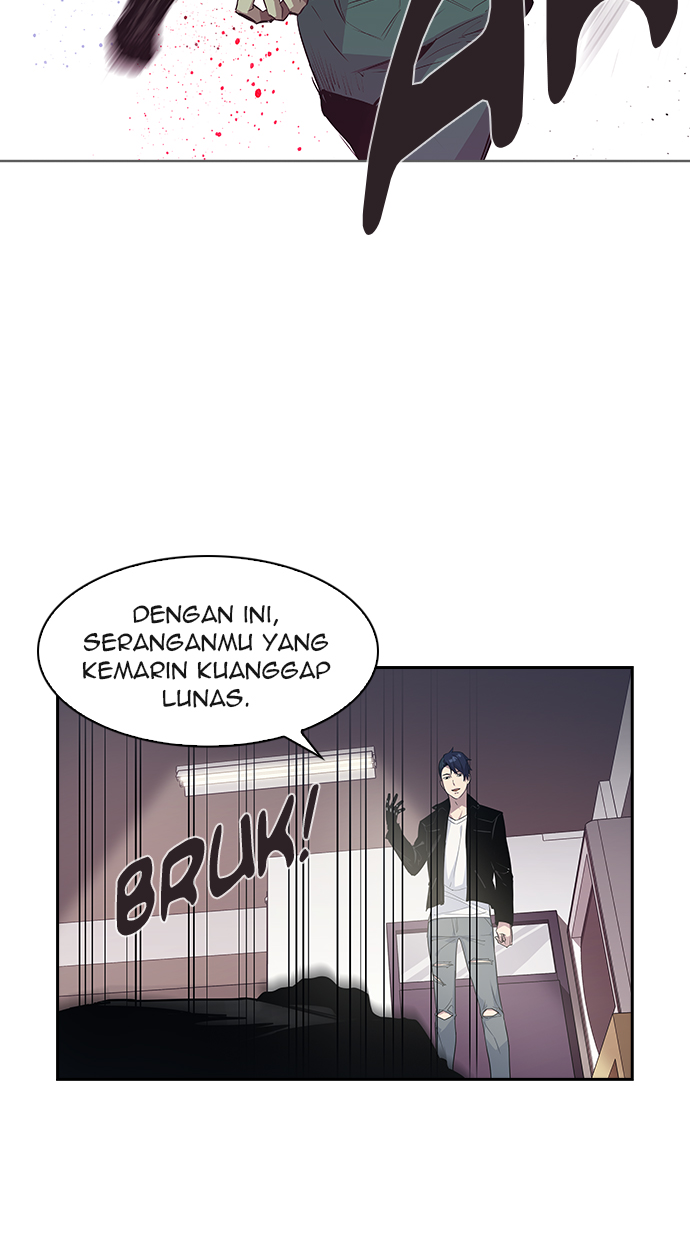 DENGAN INI,
SERANGANMU YANG
KEMARIN KUANGGAP
LUNAS.
BRUK!